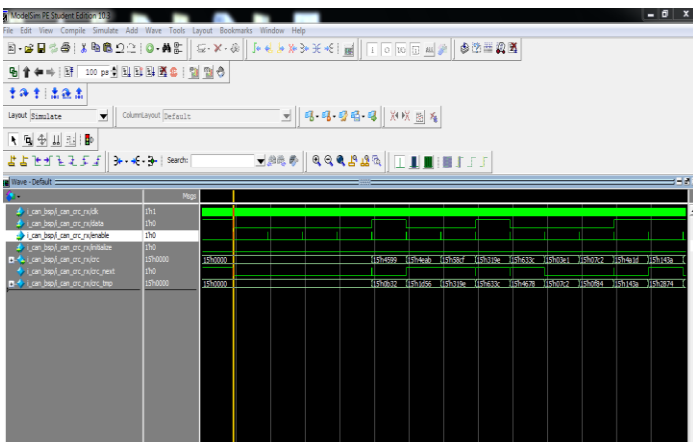 ModelSim PE Student Edition 10.3
File Edit View Compile Simulate Add Wave Tools Layout Bookmarks Window Help
100 ps
Layout Simulate ColumnLayout Default
Search:
Wave - Default
Msgs
i_can_bsp/i_can_crc_rx/clk 1'h1
i_can_bsp/i_can_crc_rx/data 1'h0
i_can_bsp/i_can_crc_rx/enable 1'h0
i_can_bsp/i_can_crc_rx/initialize 1'h0
i_can_bsp/i_can_crc_rx/crc 15'h0000 15'h0000 15'h4599 15'h4eab 15'h58cf 15'h319e 15'h633c 15'h03e1 15'h07c2 15'h4a1d 15'h143a
i_can_bsp/i_can_crc_rx/crc_next 1'h0
i_can_bsp/i_can_crc_rx/crc_tmp 15'h0000 15'h0000 15'h0b32 15'h1d56 15'h319e 15'h633c 15'h4678 15'h07c2 15'h0f84 15'h143a 15'h2874